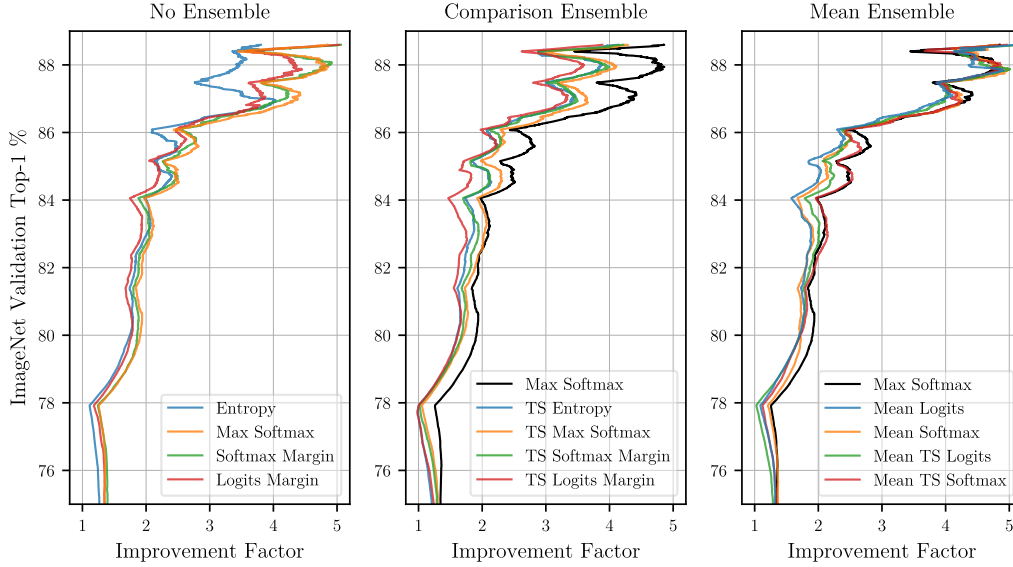 No Ensemble
Comparison Ensemble
Mean Ensemble
ImageNet Validation Top-1 %
88
86
84
82
80
78
76
Entropy
Max Softmax
Softmax Margin
Logits Margin
1 2 3 4 5
Improvement Factor
Max Softmax
TS Entropy
TS Max Softmax
TS Softmax Margin
TS Logits Margin
1 2 3 4 5
Improvement Factor
Max Softmax
Mean Logits
Mean Softmax
Mean TS Logits
Mean TS Softmax
1 2 3 4 5
Improvement Factor